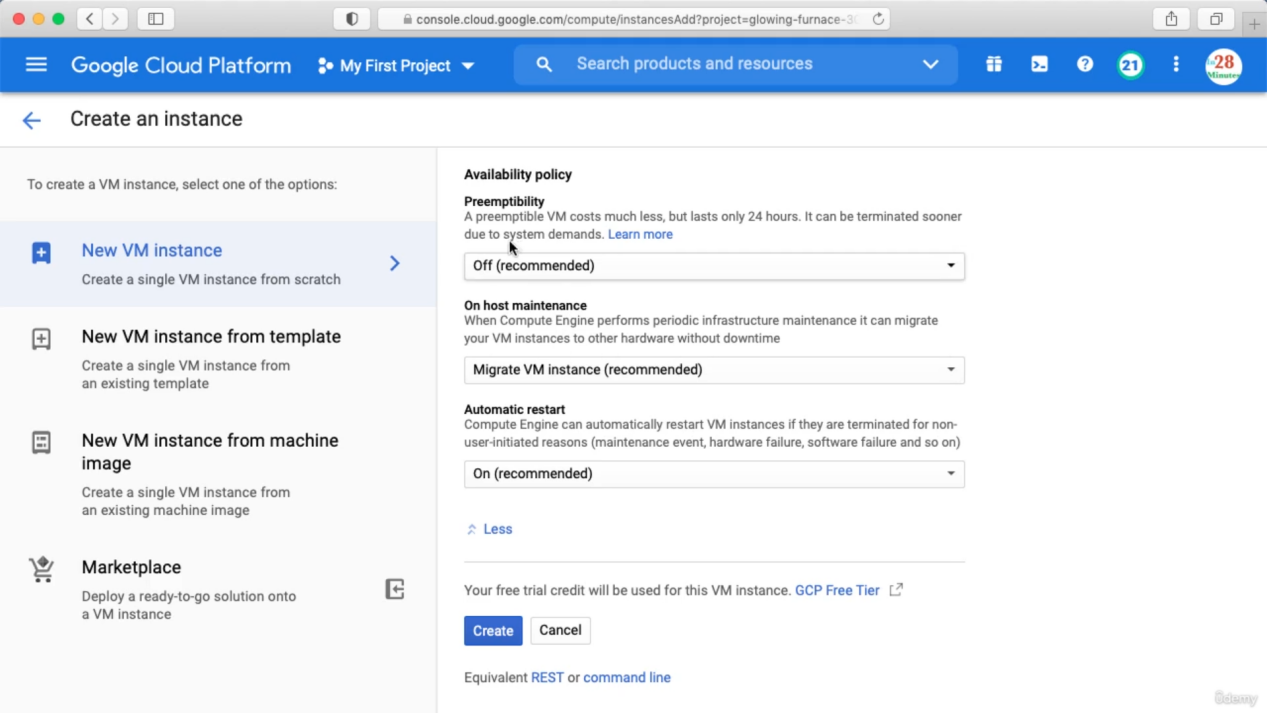 console.cloud.google.com/compute/instancesAdd?project=glowing-furnace-3
Google Cloud Platform
My First Project
Search products and resources
21
28
Minutes
Create an instance
To create a VM instance, select one of the options:
New VM instance
Create a single VM instance from scratch
New VM instance from template
Create a single VM instance from
an existing template
New VM instance from machine
image
Create a single VM instance from
an existing machine image
Marketplace
Deploy a ready-to-go solution onto
a VM instance
Availability policy
Preemptibility
A preemptible VM costs much less, but lasts only 24 hours. It can be terminated sooner
due to system demands. Learn more
Off (recommended)
On host maintenance
When Compute Engine performs periodic infrastructure maintenance it can migrate
your VM instances to other hardware without downtime
Migrate VM instance (recommended)
Automatic restart
Compute Engine can automatically restart VM instances if they are terminated for non-
user-initiated reasons (maintenance event, hardware failure, software failure and so on)
On (recommended)
Less
Your free trial credit will be used for this VM instance. GCP Free Tier
Create
Cancel
Equivalent REST or command line
Udemy